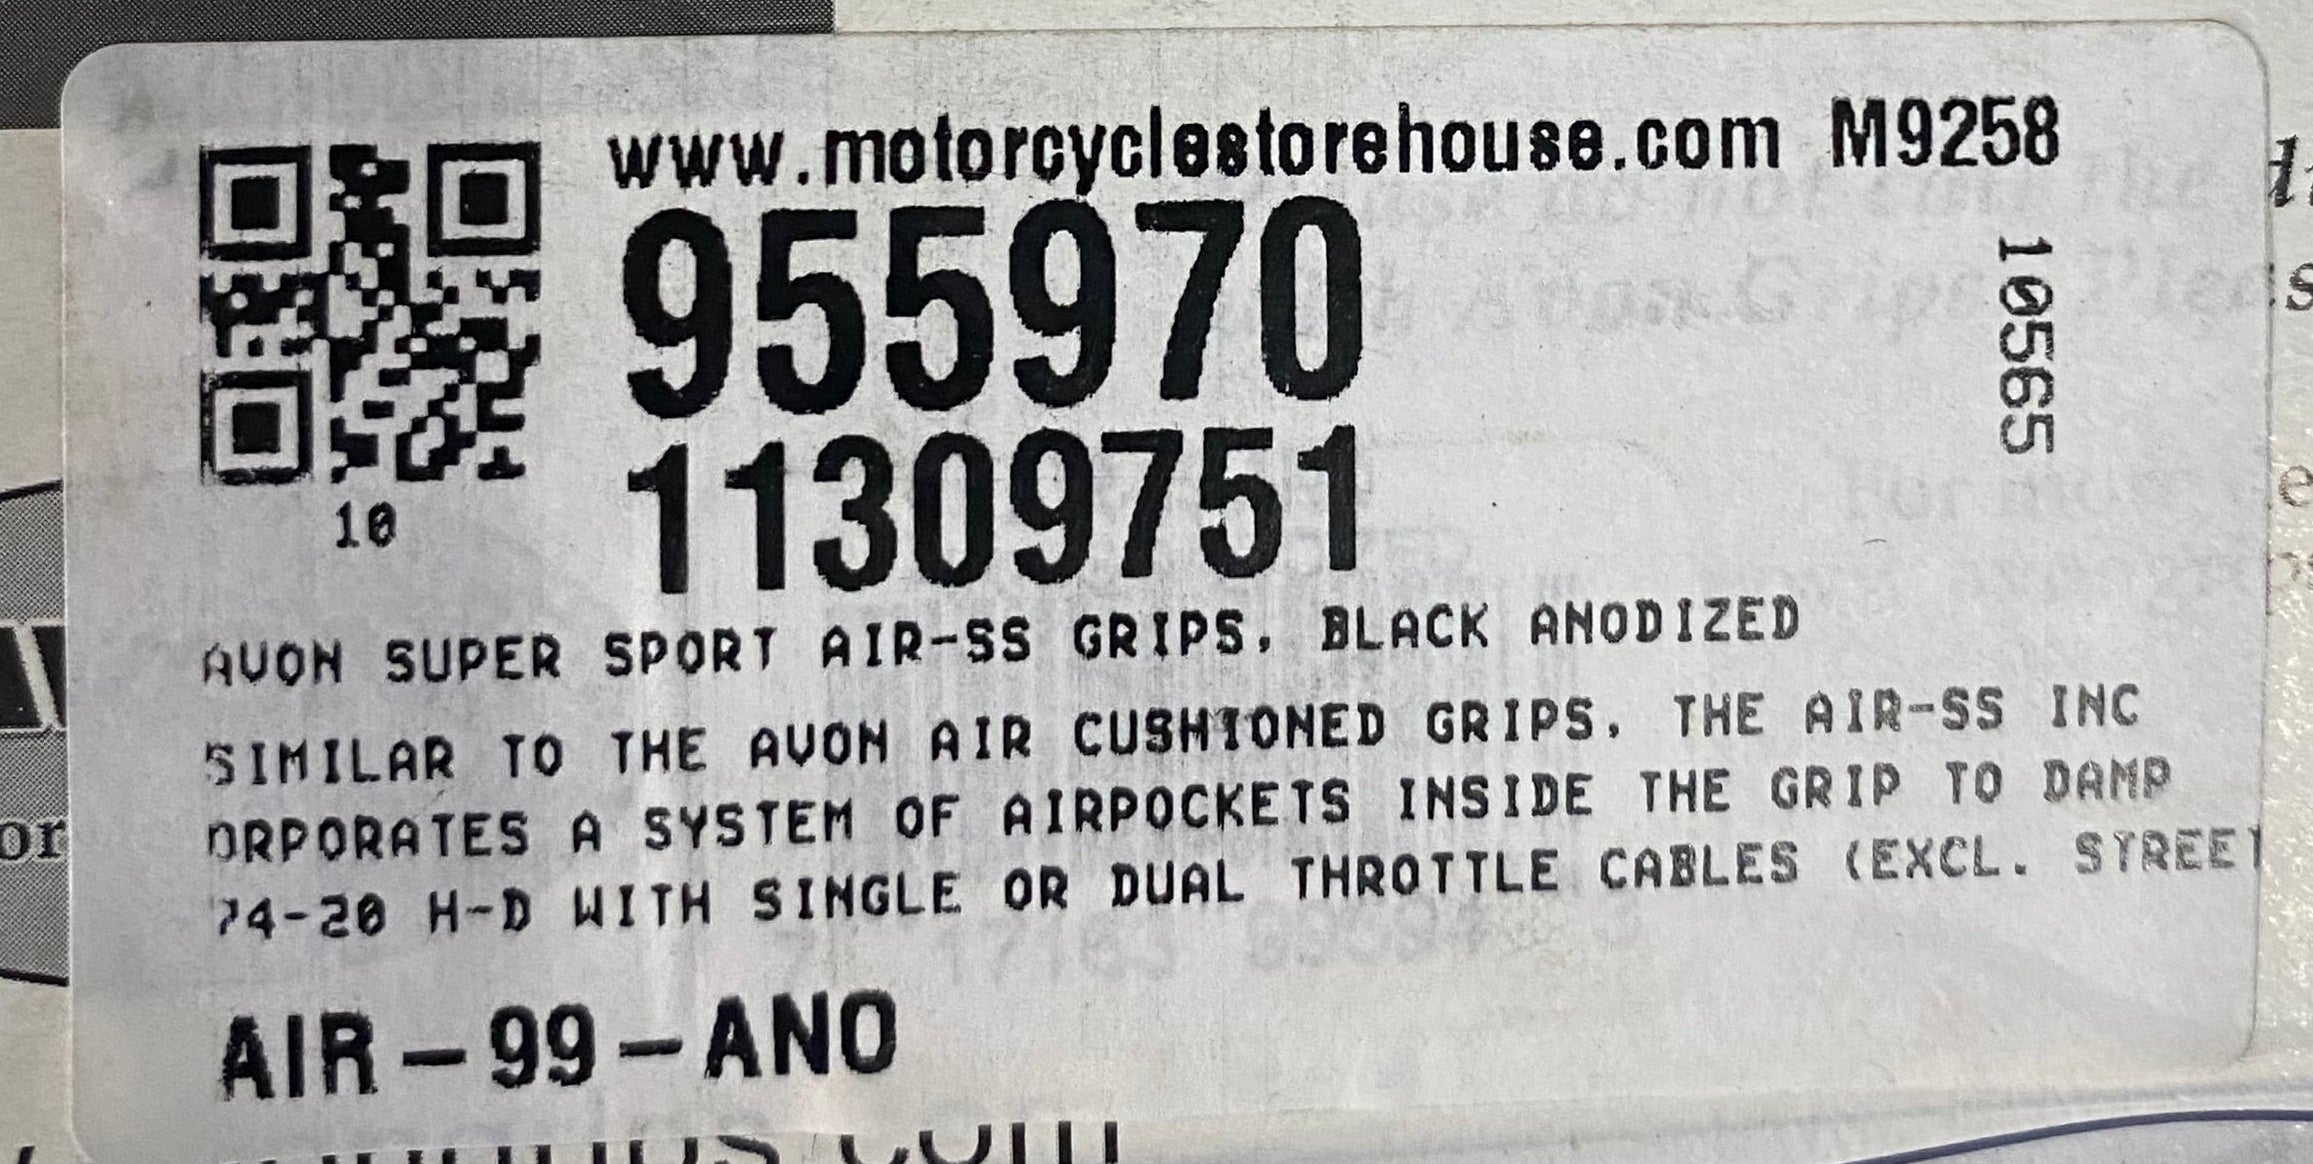 www.motorcyclestorehouse.com M9258
955970
10565
11309751
10
AVON SUPER SPORT AIR-SS GRIPS, BLACK ANODIZED
SIMILAR TO THE AVON AIR CUSHIONED GRIPS, THE AIR-SS INC
ORPORATES A SYSTEM OF AIRPOCKETS INSIDE THE GRIP TO DAMP
74-20 H-D WITH SINGLE OR DUAL THROTTLE CABLES (EXCL. STREET
AIR-99-ANO
or